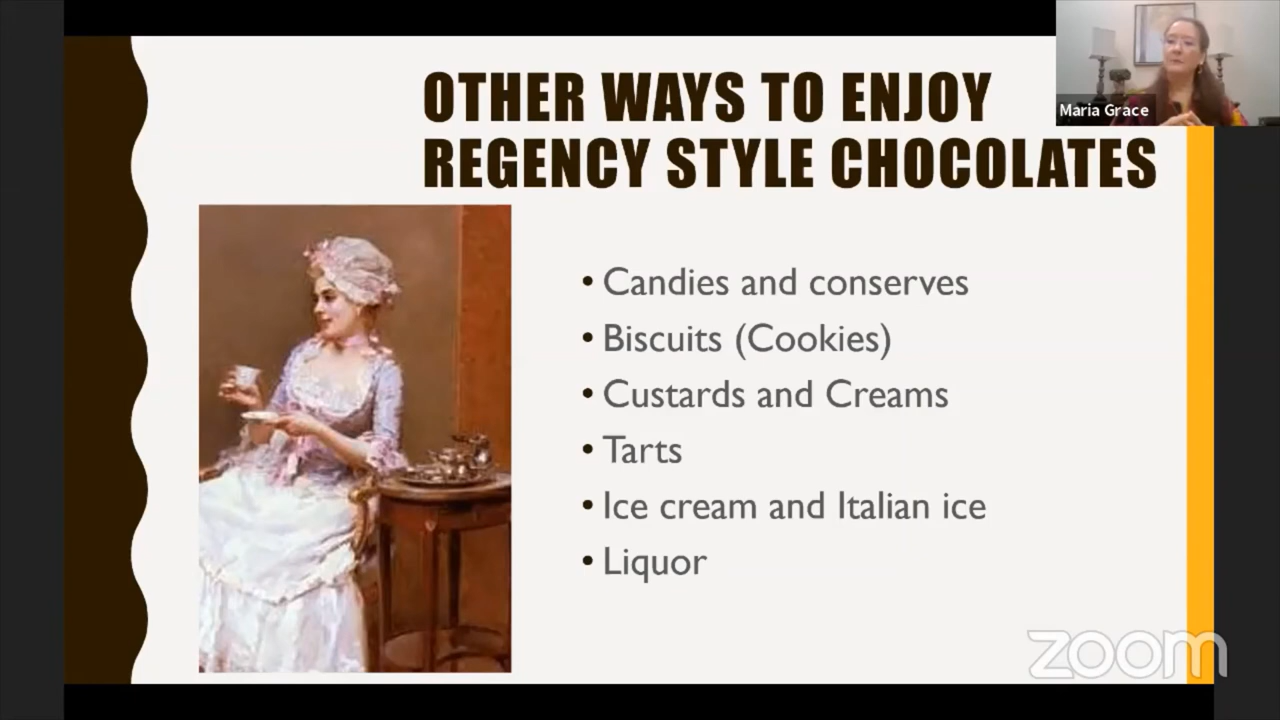 OTHER WAYS TO ENJOY
REGENCY STYLE CHOCOLATES
Maria Grace
• Candies and conserves
• Biscuits (Cookies)
• Custards and Creams
• Tarts
• Ice cream and Italian ice
• Liquor
zoom